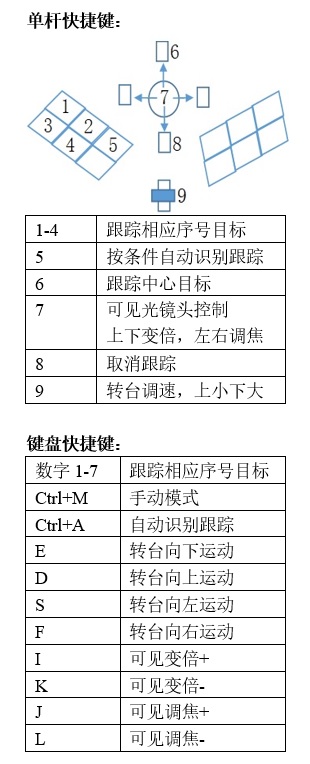 单杆快捷键：
6
1
3
2
4
5
7
8
9
1-4 跟踪相应序号目标
5 按条件自动识别跟踪
6 跟踪中心目标
7 可见光镜头控制
上下变倍，左右调焦
8 取消跟踪
9 转台调速，上小下大
键盘快捷键：
数字 1-7 跟踪相应序号目标
Ctrl+M 手动模式
Ctrl+A 自动识别跟踪
E 转台向下运动
D 转台向上运动
S 转台向左运动
F 转台向右运动
I 可见变倍+
K 可见变倍-
J 可见调焦+
L 可见调焦-